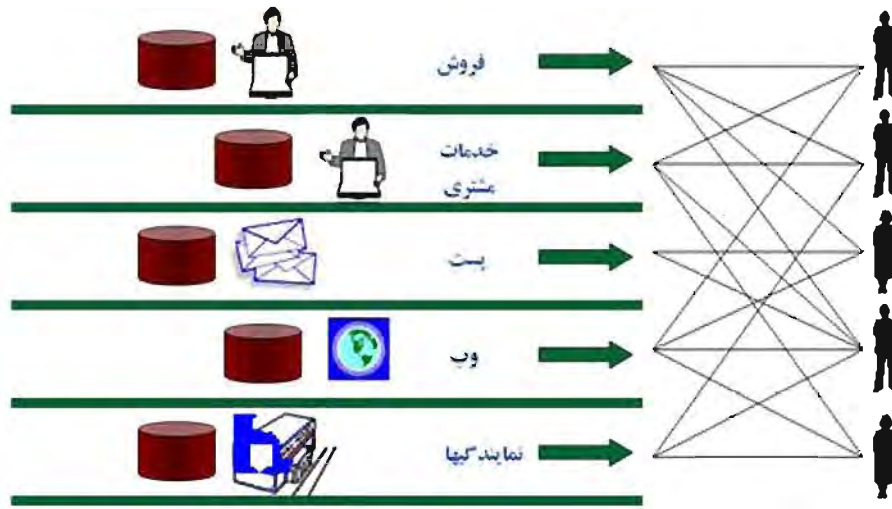 فروش
خدمات
مشتری
پست
وب
نمایندگیها